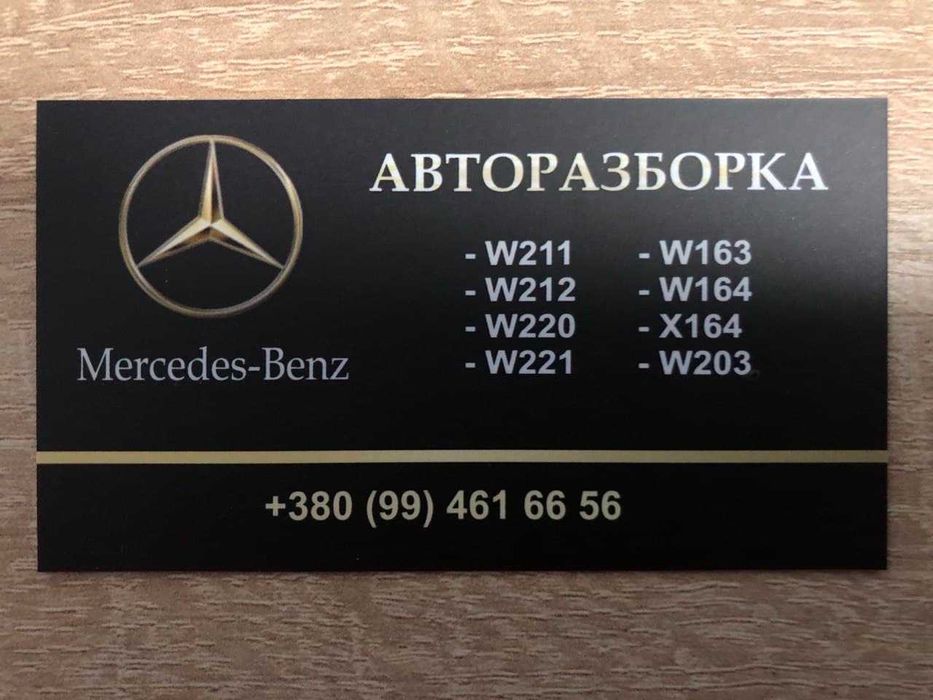 АВТОРАЗБОРКА
- W211
- W212
- W220
- W221
- W163
- W164
- X164
- W203
Mercedes-Benz
+380 (99) 461 66 56